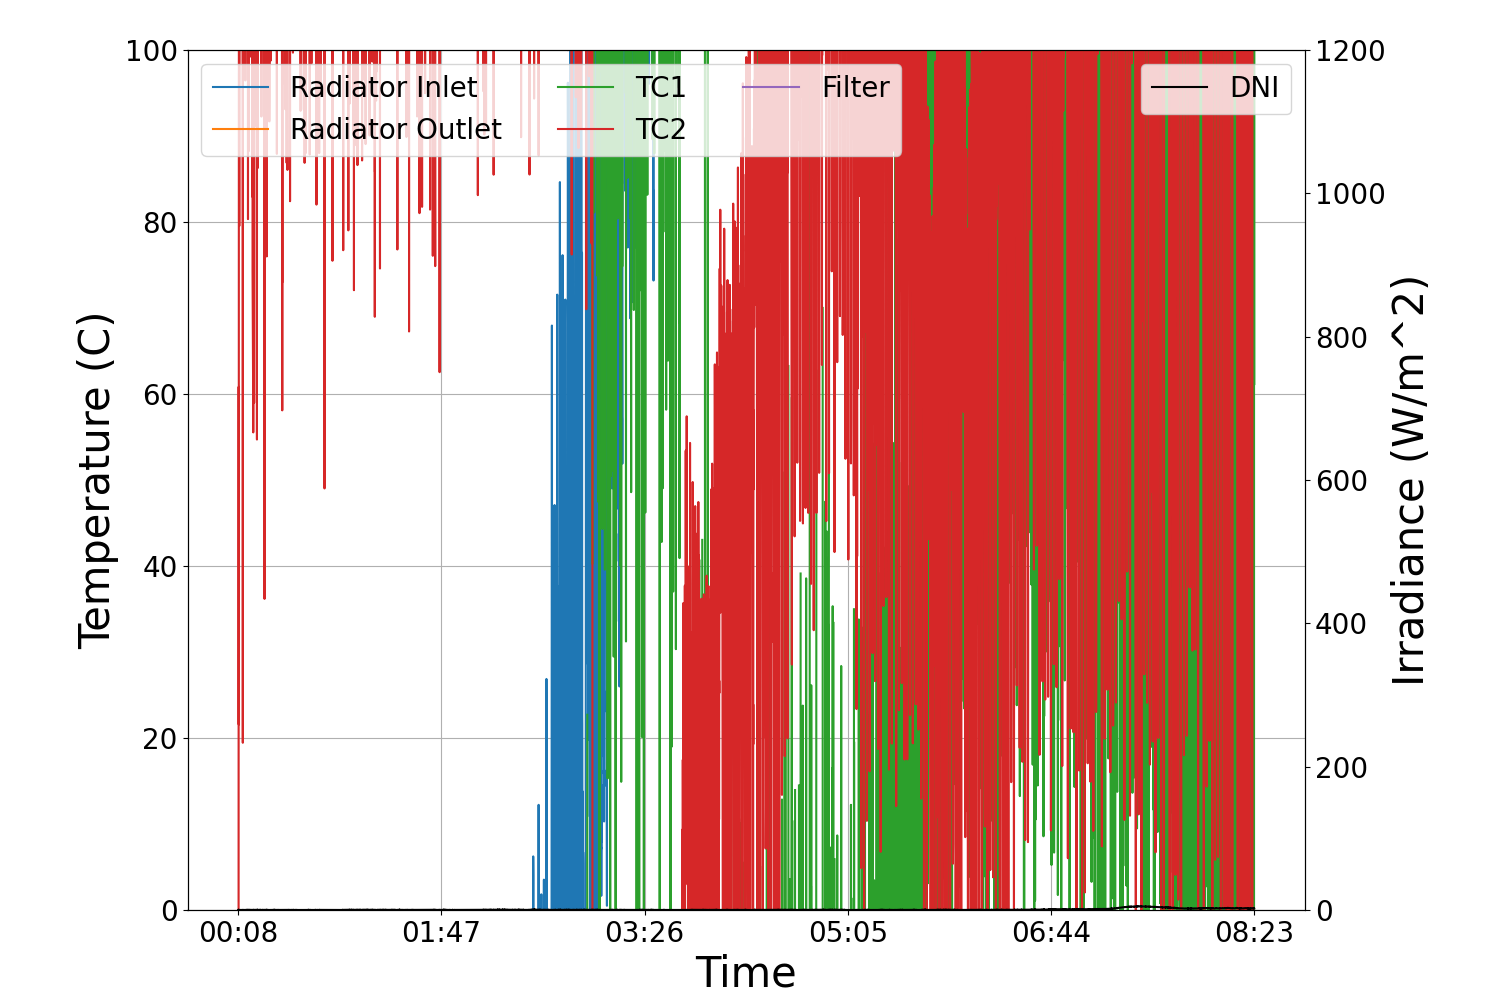 Radiator Inlet
Radiator Outlet
TC1
TC2
Filter
DNI
Temperature (C)
100
80
60
40
20
0
Irradiance (W/m^2)
1200
1000
800
600
400
200
0
00:08 01:47 03:26 05:05 06:44 08:23
Time